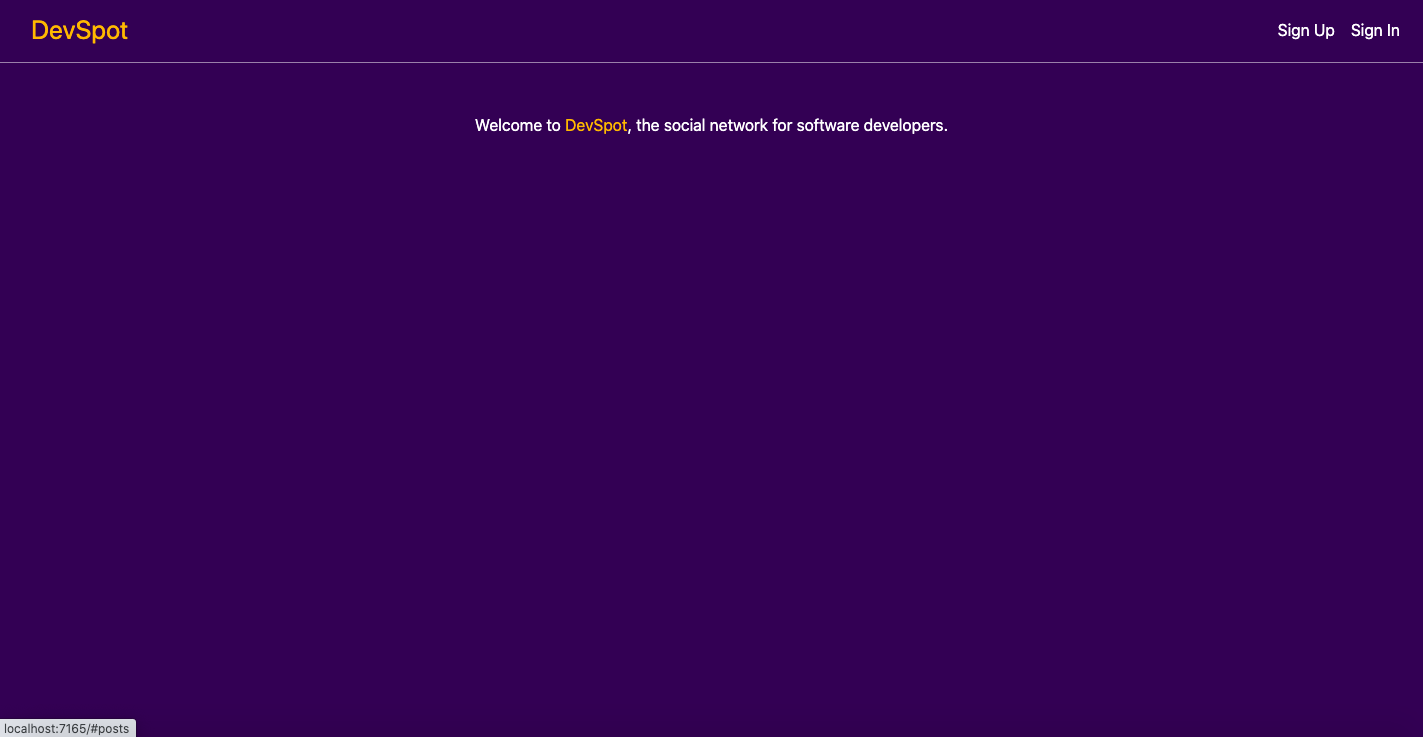 DevSpot
Sign Up Sign In
Welcome to DevSpot, the social network for software developers.
localhost:7165/#posts